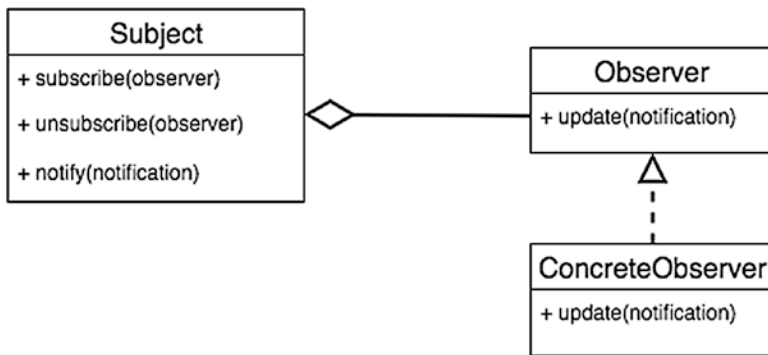 Subject
+ subscribe(observer)
+ unsubscribe(observer)
+ notify(notification)
Observer
+ update(notification)
ConcreteObserver
+ update(notification)